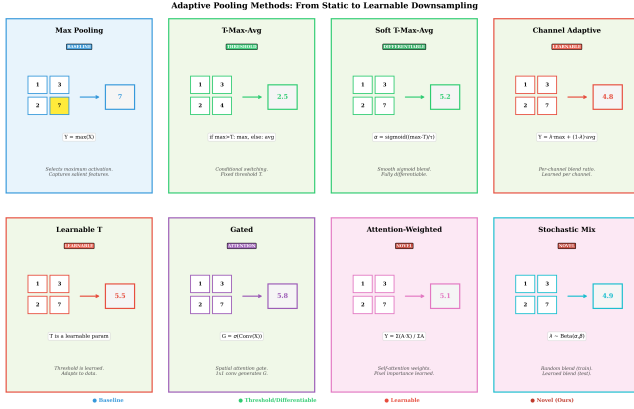 Adaptive Pooling Methods: From Static to Learnable Downsampling
Max Pooling
BASELINE
1 3
2 7
7
Y = max(X)
Selects maximum activation.
Captures salient features.
T-Max-Avg
THRESHOLD
1 3
2 4
2.5
if max>T: max, else: avg
Conditional switching.
Fixed threshold T.
Soft T-Max-Avg
DIFFERENTIABLE
1 3
2 7
5.2
α = sigmoid((max-T)/τ)
Smooth sigmoid blend.
Fully differentiable.
Channel Adaptive
LEARNABLE
1 3
2 7
4.8
Y = λ·max + (1-λ)·avg
Per-channel blend ratio.
Learned per channel.
Learnable T
LEARNABLE
1 3
2 7
5.5
T is a learnable param
Threshold is learned.
Adapts to data.
Gated
ATTENTION
1 3
2 7
5.8
G = σ(Conv(X))
Spatial attention gate.
1x1 conv generates G.
Attention-Weighted
NOVEL
1 3
2 7
5.1
Y = Σ(A·X) / ΣA
Self-attentive weights.
Pixel importance learned.
Stochastic Mix
NOVEL
1 3
2 7
4.9
λ ~ Beta(α,β)
Random blend (train).
Learned blend (test).
● Baseline
● Threshold/Differentiable
● Learnable
● Novel (Ours)